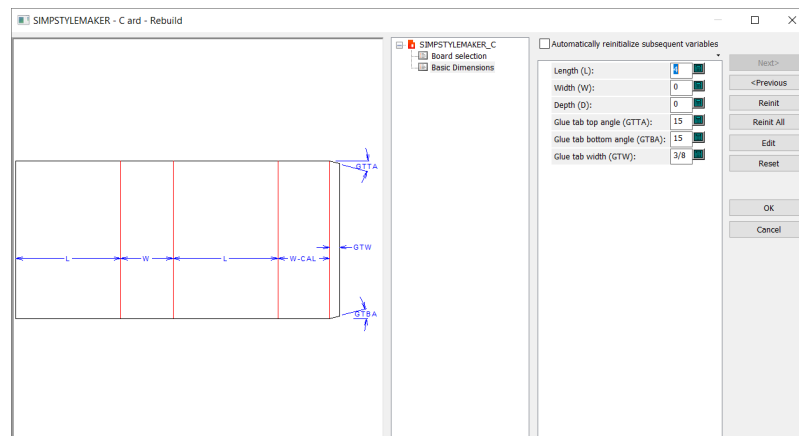 SIMPSTYLEMAKER - C ard - Rebuild
SIMPSTYLEMAKER_C
Board selection
Basic Dimensions
Automatically reinitialize subsequent variables
Length (L): 4
Width (W): 0
Depth (D): 0
Glue tab top angle (GTTA): 15
Glue tab bottom angle (GTBA): 15
Glue tab width (GTW): 3/8
Next>
<Previous
Reinit
Reinit All
Edit
Reset
OK
Cancel
GTTA
GTW
L
W
L
W-CAL
GTBA